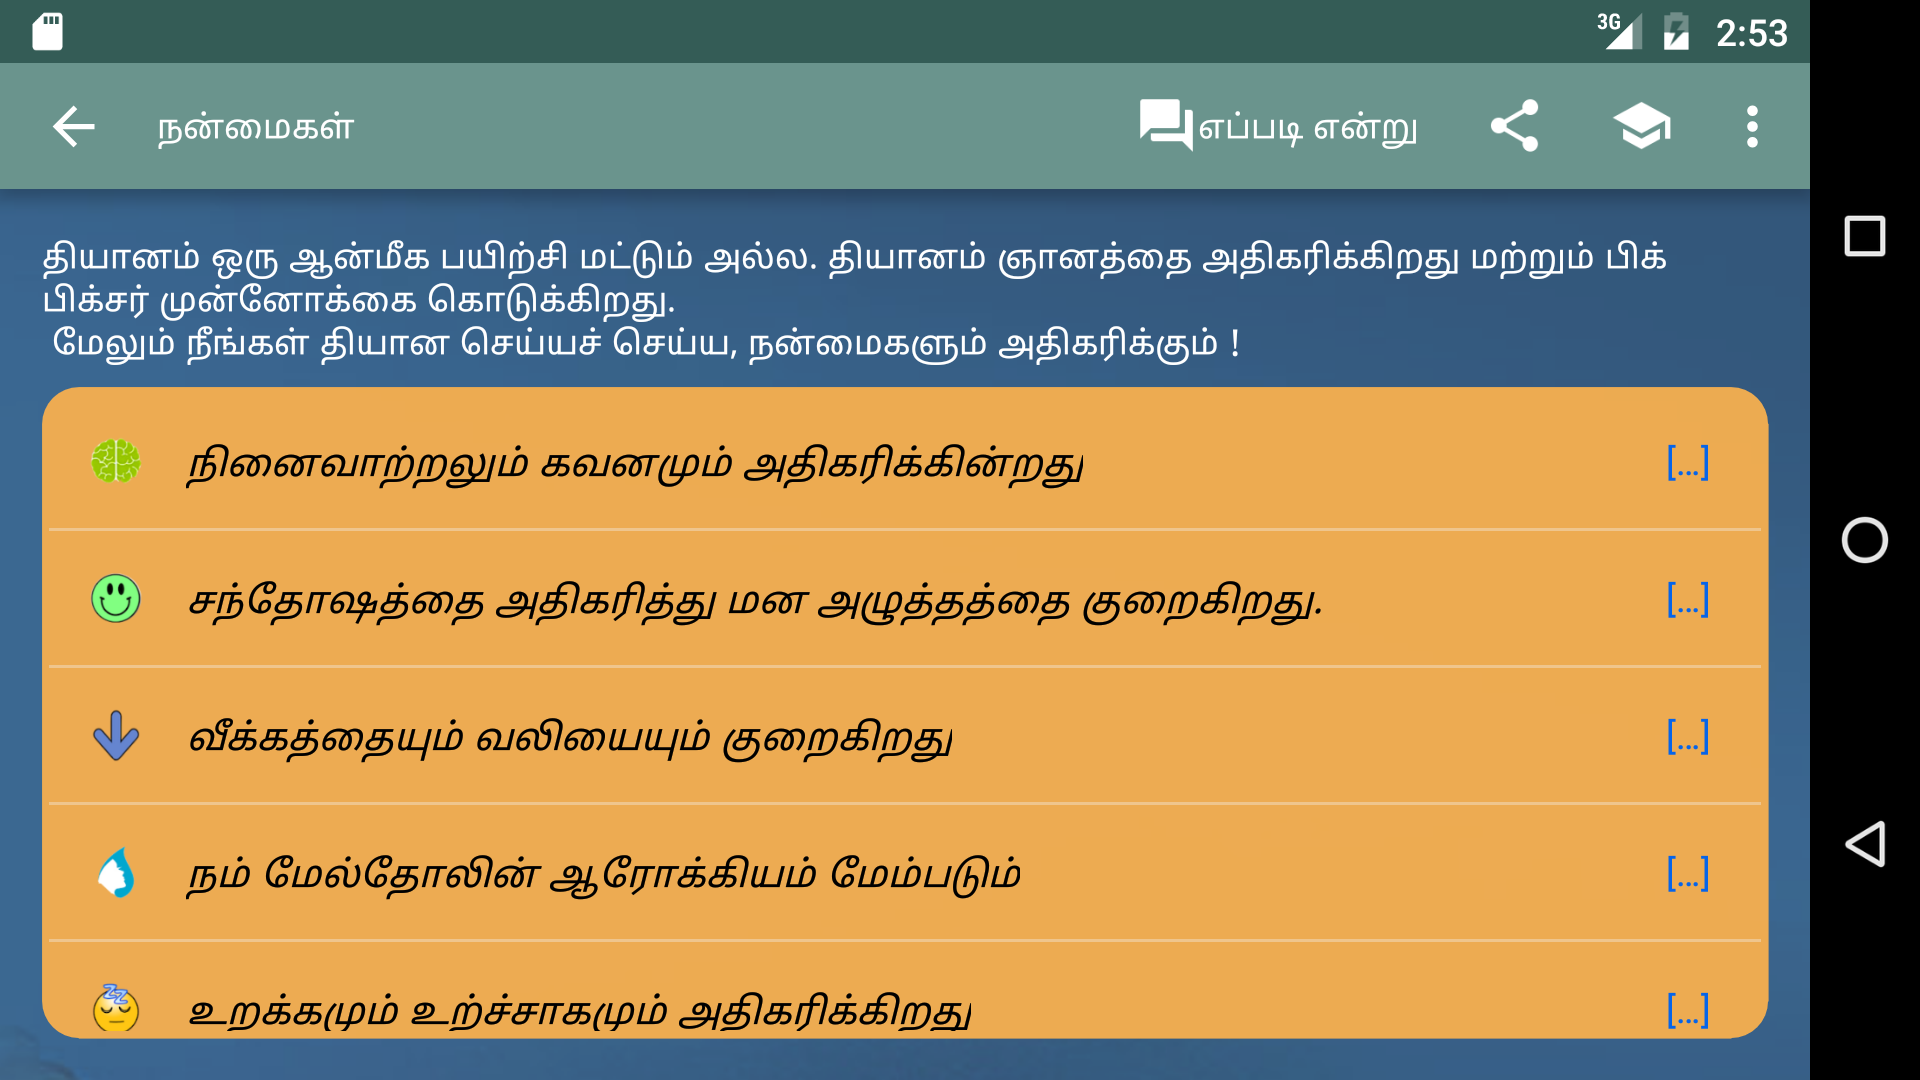 3G 2:53
நன்மைகள் எப்படி என்று
தியானம் ஒரு ஆன்மீக பயிற்சி மட்டும் அல்ல. தியானம் ஞானத்தை அதிகரிக்கிறது மற்றும் பிக்
பிக்சர் முன்னோக்கை கொடுக்கிறது.
மேலும் நீங்கள் தியான செய்யச் செய்ய, நன்மைகளும் அதிகரிக்கும் !
நினைவாற்றலும் கவனமும் அதிகரிக்கின்றது [...]
சந்தோஷத்தை அதிகரித்து மன அழுத்தத்தை குறைகிறது. [...]
வீக்கத்தையும் வலியையும் குறைகிறது [...]
நம் மேல்தோலின் ஆரோக்கியம் மேம்படும் [...]
உறக்கமும் உற்ச்சாகமும் அதிகரிக்கிறது [...]